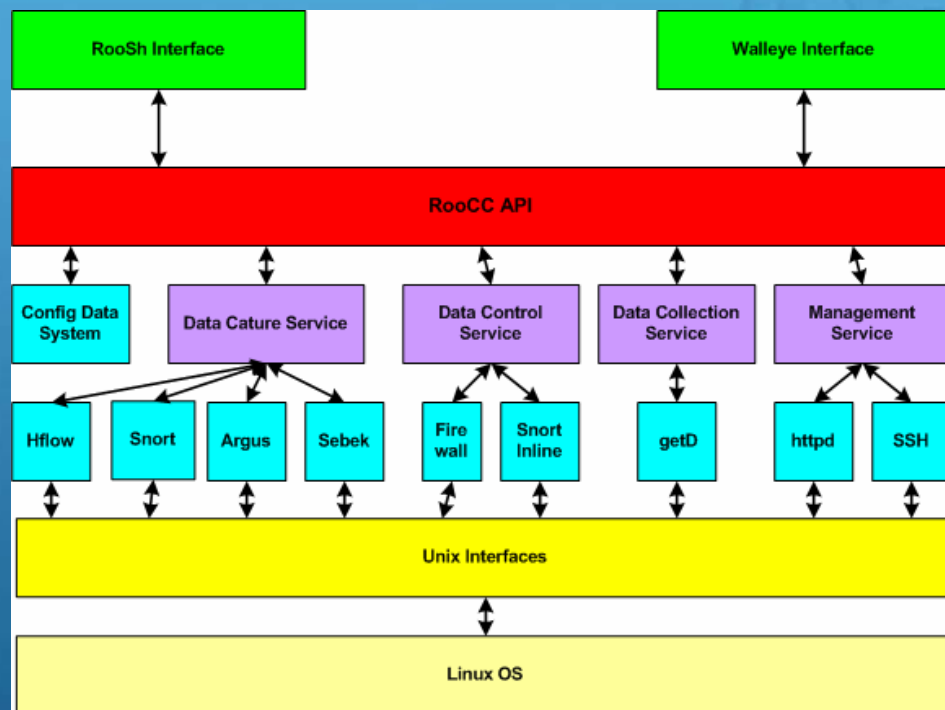 RooSh Interface
Walleye Interface
RooCC API
Config Data
System
Data Cature Service
Data Control
Service
Data Collection
Service
Management
Service
Hflow
Snort
Argus
Sebek
Fire
wall
Snort
Inline
getD
httpd
SSH
Unix Interfaces
Linux OS